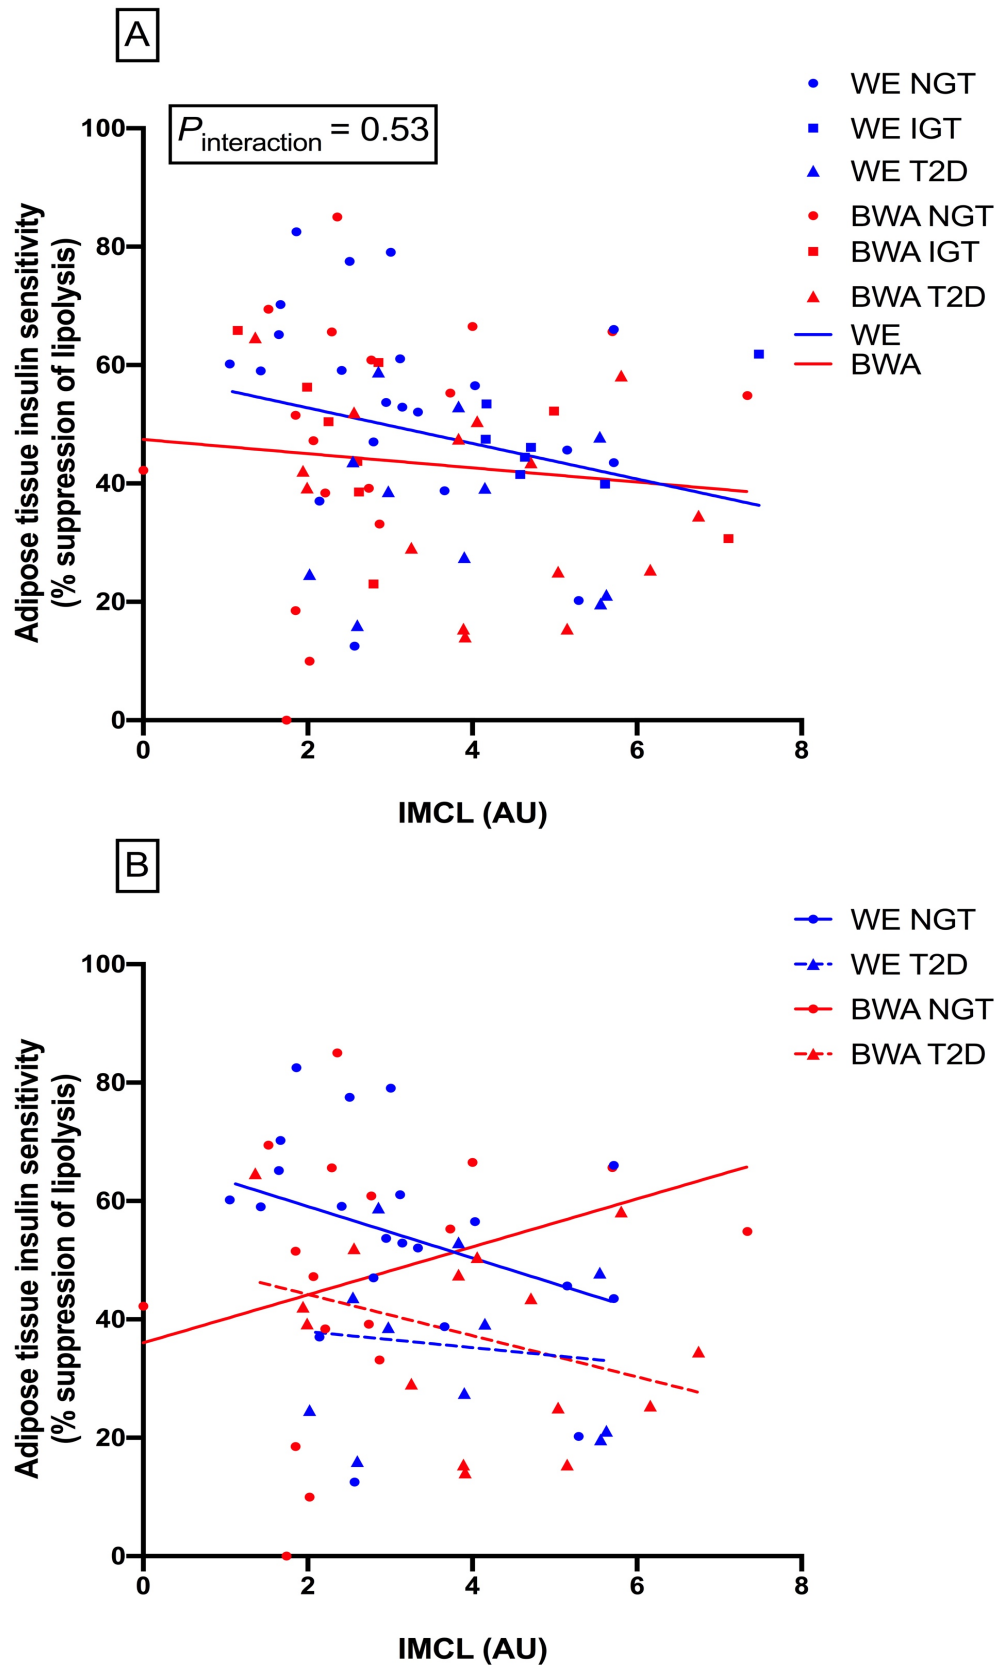 A
P interaction = 0.53
WE NGT
WE IGT
WE T2D
BWA NGT
BWA IGT
BWA T2D
WE
BWA
Adipose tissue insulin sensitivity
(% suppression of lipolysis)
100
80
60
40
20
0
0 2 4 6 8
IMCL (AU)
B
WE NGT
WE T2D
BWA NGT
BWA T2D
Adipose tissue insulin sensitivity
(% suppression of lipolysis)
100
80
60
40
20
0
0 2 4 6 8
IMCL (AU)